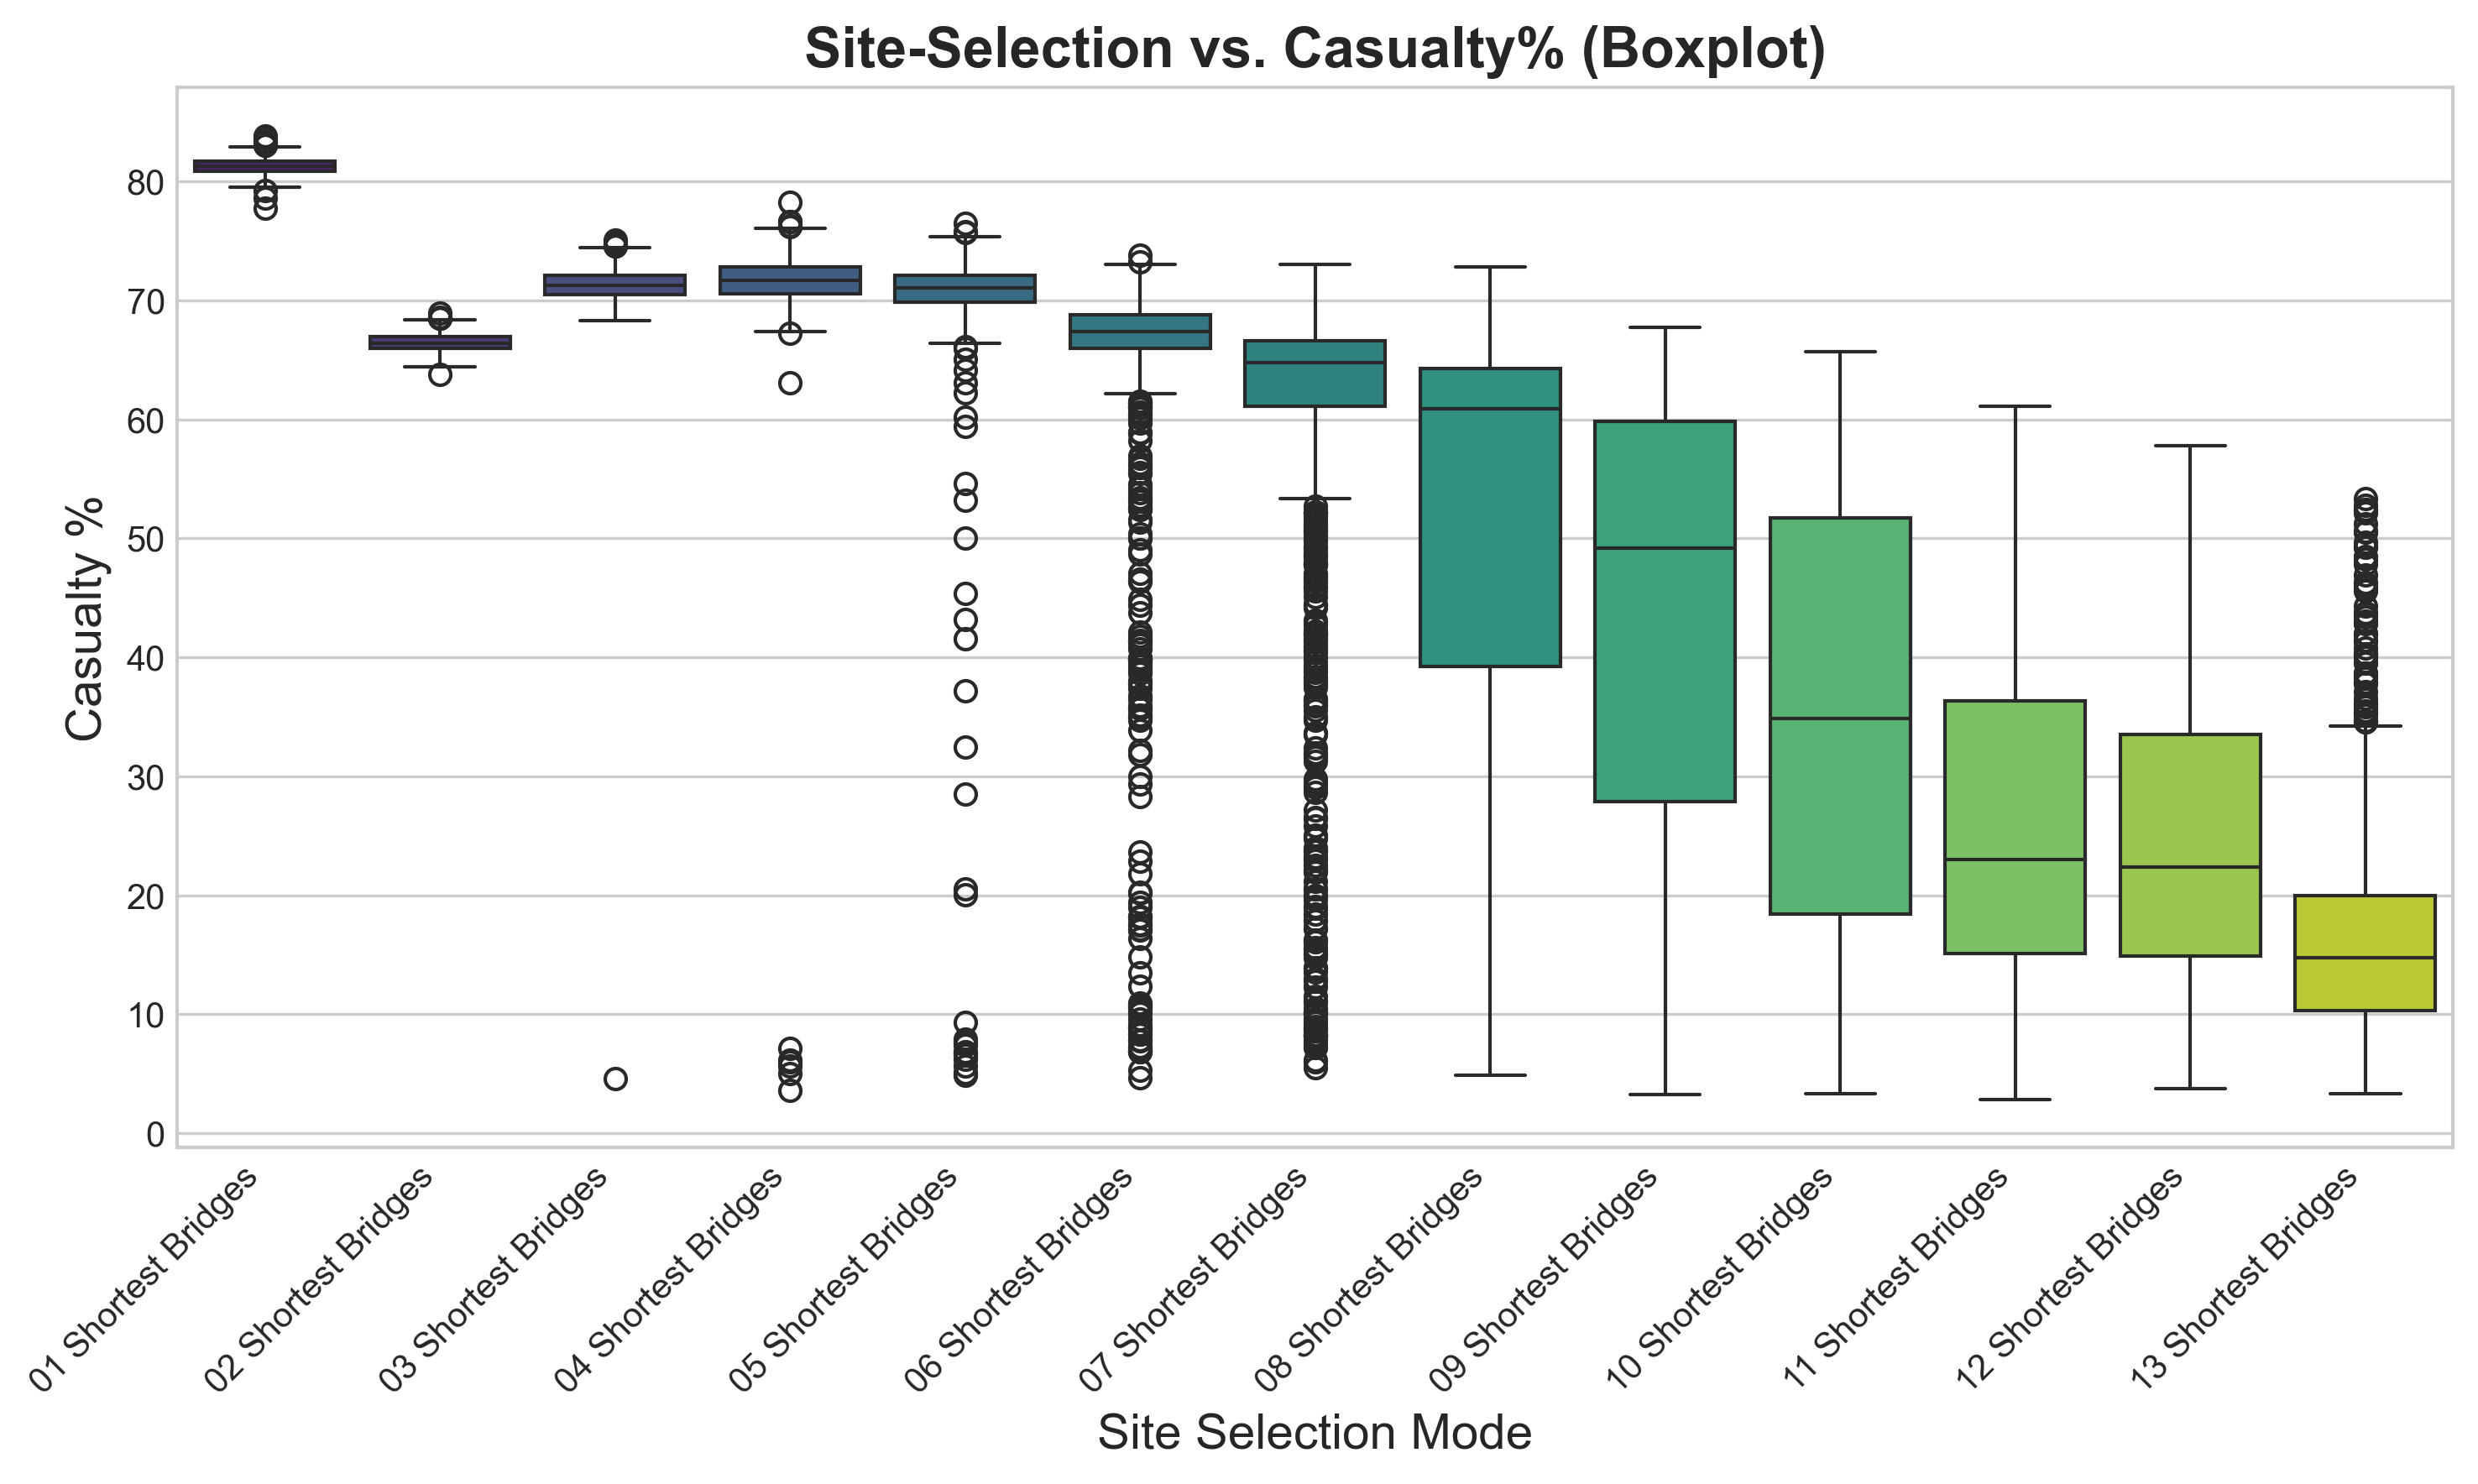 Site-Selection vs. Casualty% (Boxplot)
Casualty %
80
70
60
50
40
30
20
10
0
01 Shortest Bridges
02 Shortest Bridges
03 Shortest Bridges
04 Shortest Bridges
05 Shortest Bridges
06 Shortest Bridges
07 Shortest Bridges
08 Shortest Bridges
09 Shortest Bridges
10 Shortest Bridges
11 Shortest Bridges
12 Shortest Bridges
13 Shortest Bridges
Site Selection Mode